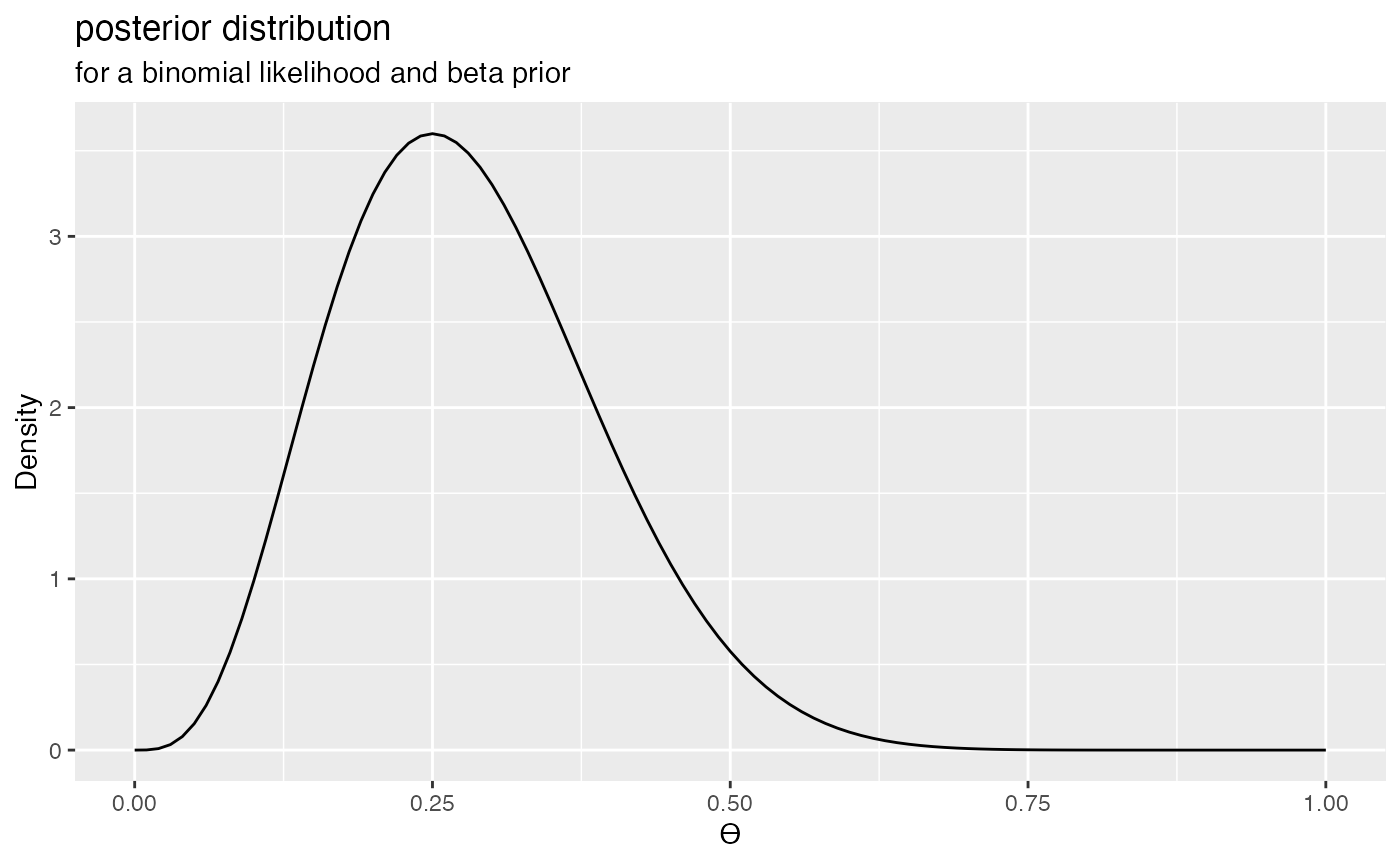 posterior distribution
for a binomial likelihood and beta prior
Density
3
2
1
0
0.00 0.25 0.50 0.75 1.00
Θ